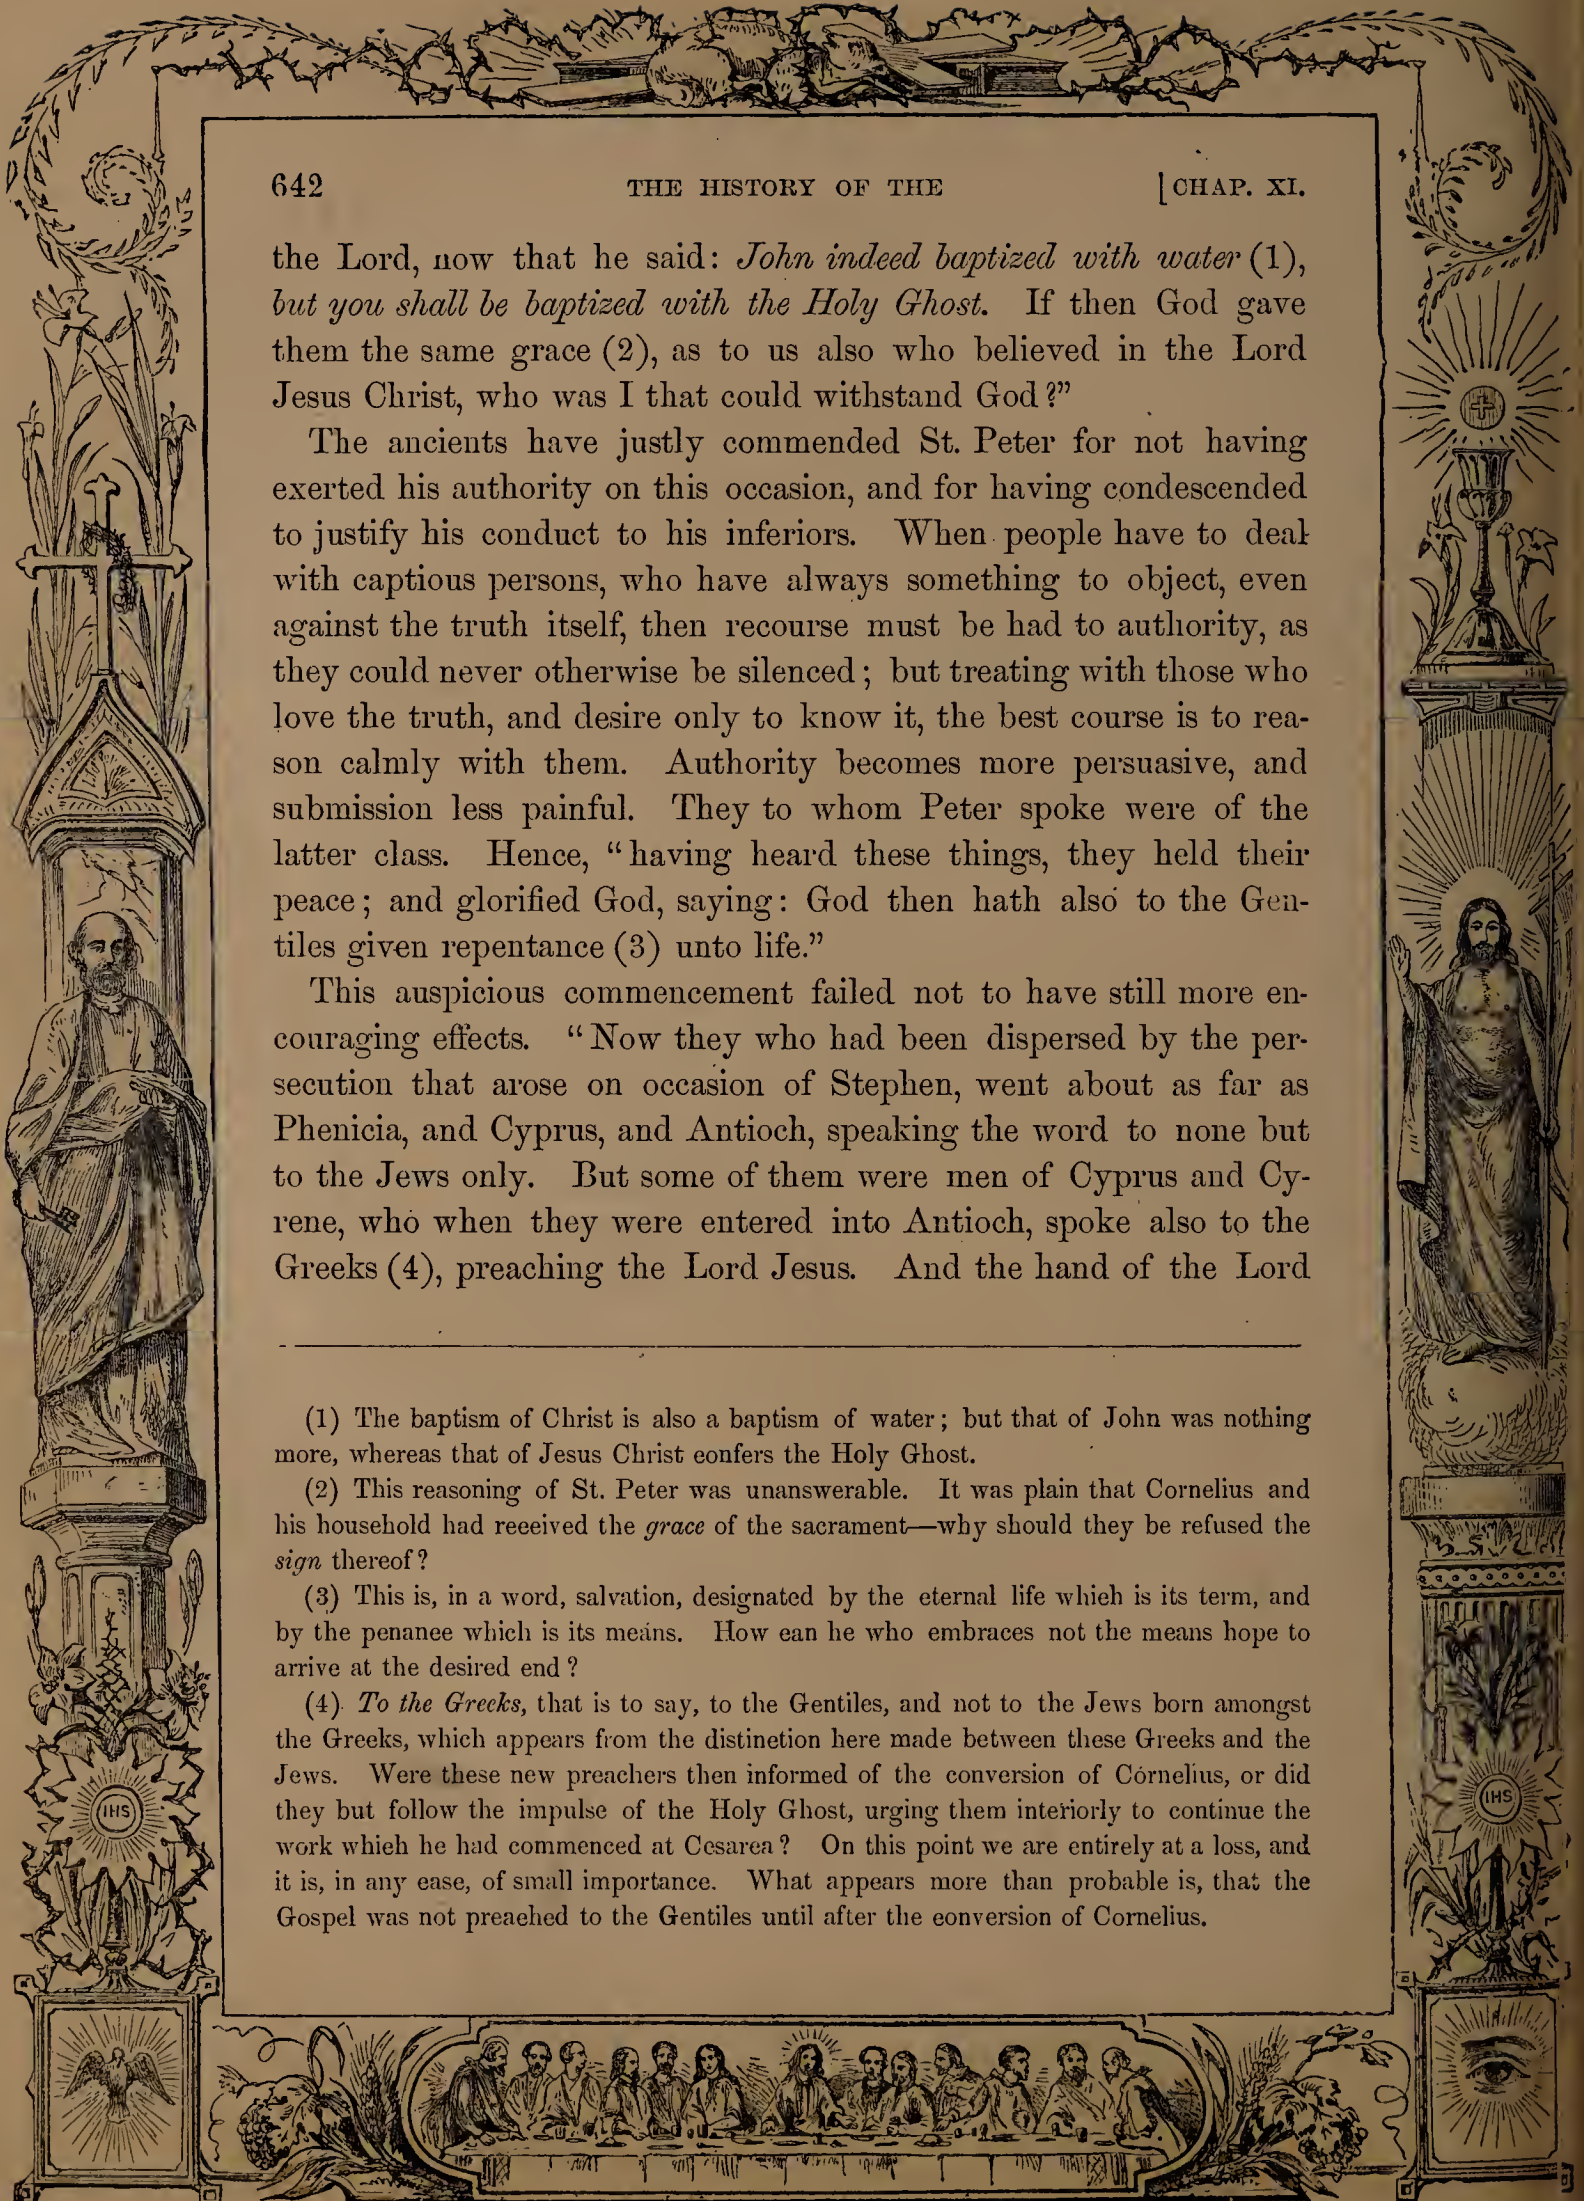 642 THE HISTORY OF THE [CHAP. XI.
the Lord, now that he said: John indeed baptized with water (1),
but you shall be baptized with the Holy Ghost. If then God gave
them the same grace (2), as to us also who believed in the Lord
Jesus Christ, who was I that could withstand God?”
The ancients have justly commended St. Peter for not having
exerted his authority on this occasion, and for having condescended
to justify his conduct to his inferiors. When people have to deal
with captious persons, who have always something to object, even
against the truth itself, then recourse must be had to authority, as
they could never otherwise be silenced; but treating with those who
love the truth, and desire only to know it, the best course is to rea-
son calmly with them. Authority becomes more persuasive, and
submission less painful. They to whom Peter spoke were of the
latter class. Hence, “having heard these things, they held their
peace; and glorified God, saying: God then hath also to the Gen-
tiles given repentance (3) unto life.”
This auspicious commencement failed not to have still more en-
couraging effects. “Now they who had been dispersed by the per-
secution that arose on occasion of Stephen, went about as far as
Phenicia, and Cyprus, and Antioch, speaking the word to none but
to the Jews only. But some of them were men of Cyprus and Cy-
rene, who when they were entered into Antioch, spoke also to the
Greeks (4), preaching the Lord Jesus. And the hand of the Lord
(1) The baptism of Christ is also a baptism of water; but that of John was nothing
more, whereas that of Jesus Christ confers the Holy Ghost.
(2) This reasoning of St. Peter was unanswerable. It was plain that Cornelius and
his household had received the grace of the sacrament—why should they be refused the
sign thereof?
(3) This is, in a word, salvation, designated by the eternal life which is its term, and
by the penance which is its means. How can he who embraces not the means hope to
arrive at the desired end?
(4) To the Greeks, that is to say, to the Gentiles, and not to the Jews born amongst
the Greeks, which appears from the distinction here made between these Greeks and the
Jews. Were these new preachers then informed of the conversion of Cornelius, or did
they but follow the impulse of the Holy Ghost, urging them interiorly to continue the
work which he had commenced at Cesarea? On this point we are entirely at a loss, and
it is, in any case, of small importance. What appears more than probable is, that the
Gospel was not preached to the Gentiles until after the conversion of Cornelius.
IHS
IHS